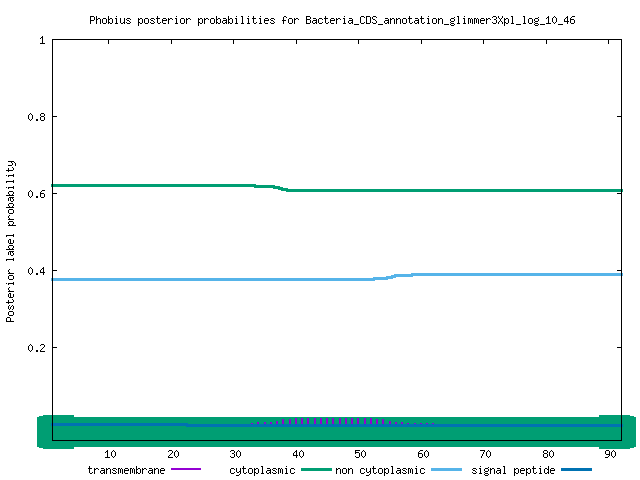 Phobius posterior probabilities for Bacteria_CDS_annotation_glimmer3Xpl_log_10_46
1
0.8
0.6
0.4
0.2
Posterior label probability
10 20 30 40 50 60 70 80 90
transmembrane cytoplasmic non cytoplasmic signal peptide